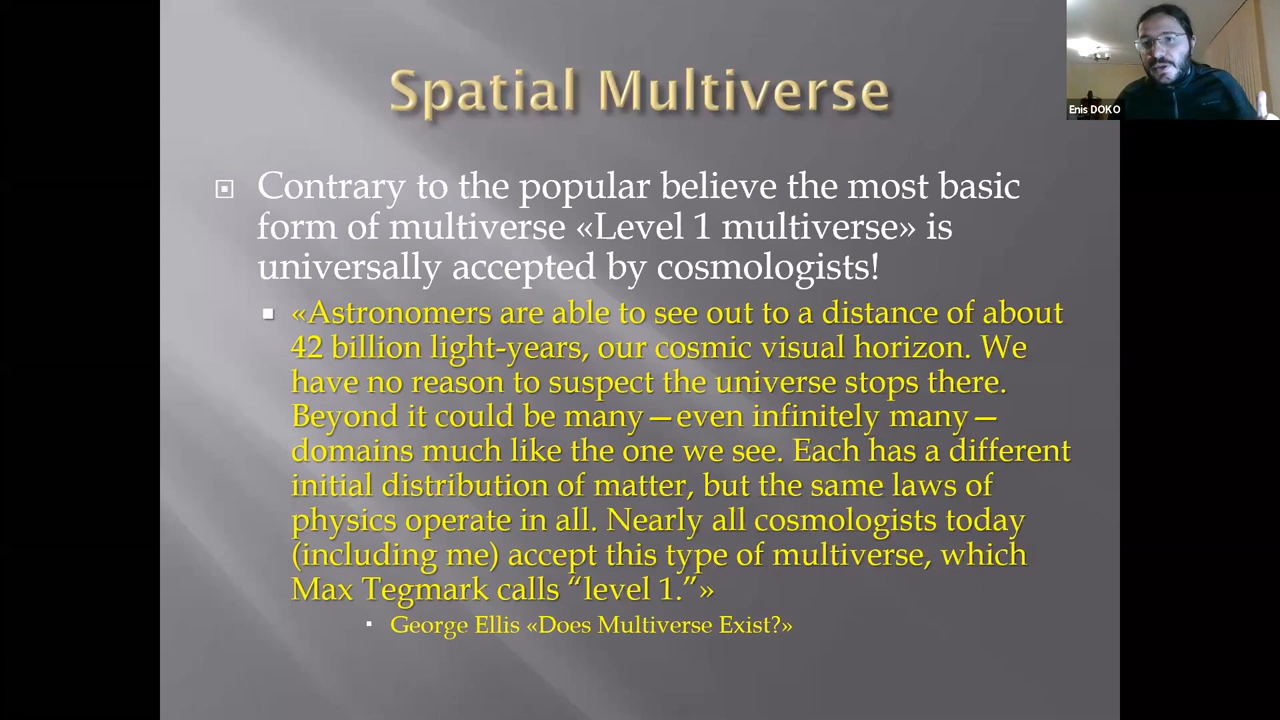 Spatial Multiverse
Enis DOKO
Contrary to the popular believe the most basic
form of multiverse «Level 1 multiverse» is
universally accepted by cosmologists!
«Astronomers are able to see out to a distance of about
42 billion light-years, our cosmic visual horizon. We
have no reason to suspect the universe stops there.
Beyond it could be many—even infinitely many—
domains much like the one we see. Each has a different
initial distribution of matter, but the same laws of
physics operate in all. Nearly all cosmologists today
(including me) accept this type of multiverse, which
Max Tegmark calls “level 1.”»
George Ellis «Does Multiverse Exist?»